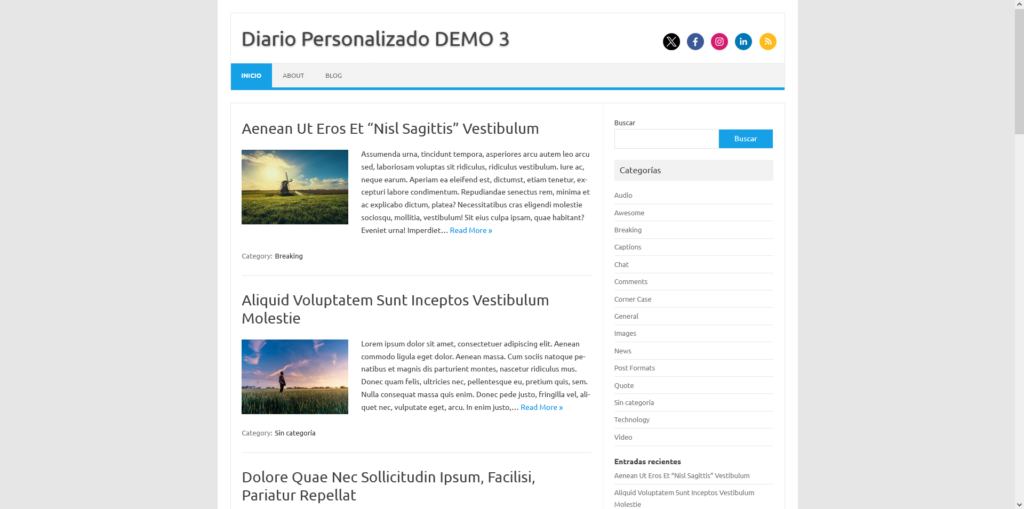 Diario Personalizado DEMO 3
INICIO
ABOUT
BLOG
Aenean Ut Eros Et “Nisl Sagittis” Vestibulum
Assumenda urna, tincidunt tempora, asperiores arcu autem leo arcu
sed, laboriosam voluptas sit ridiculus, ridiculus vestibulum. Iure ac,
neque earum. Aperiam ea eleifend est, dictumst, etiam tenetur, ex-
cepturi labore condimentum. Repudiandae senectus rem, minima et
ac explicabo dictum, platea? Necessitatibus cras eligendi molestie
sociosqu, mollitia, vestibulum! Sit eius culpa ipsam, quae habitant?
Eveniet urna! Imperdiet… Read More »
Category: Breaking
Aliquid Voluptatem Sunt Inceptos Vestibulum
Molestie
Lorem ipsum dolor sit amet, consectetuer adipiscing elit. Aenean
commodo ligula eget dolor. Aenean massa. Cum sociis natoque pe-
natibus et magnis dis parturient montes, nascetur ridiculus mus.
Donec quam felis, ultricies nec, pellentesque eu, pretium quis, sem.
Nulla consequat massa quis enim. Donec pede justo, fringilla vel, ali-
quet nec, vulputate eget, arcu. In enim justo,… Read More »
Category: Sin categoría
Dolore Quae Nec Sollicitudin Ipsum, Facilisi,
Pariatur Repellat
Buscar
Buscar
Categorías
Audio
Awesome
Breaking
Captions
Chat
Comments
Corner Case
General
Images
News
Post Formats
Quote
Sin categoría
Technology
Video
Entradas recientes
Aenean Ut Eros Et “Nisl Sagittis” Vestibulum
Aliquid Voluptatem Sunt Inceptos Vestibulum
Molestie